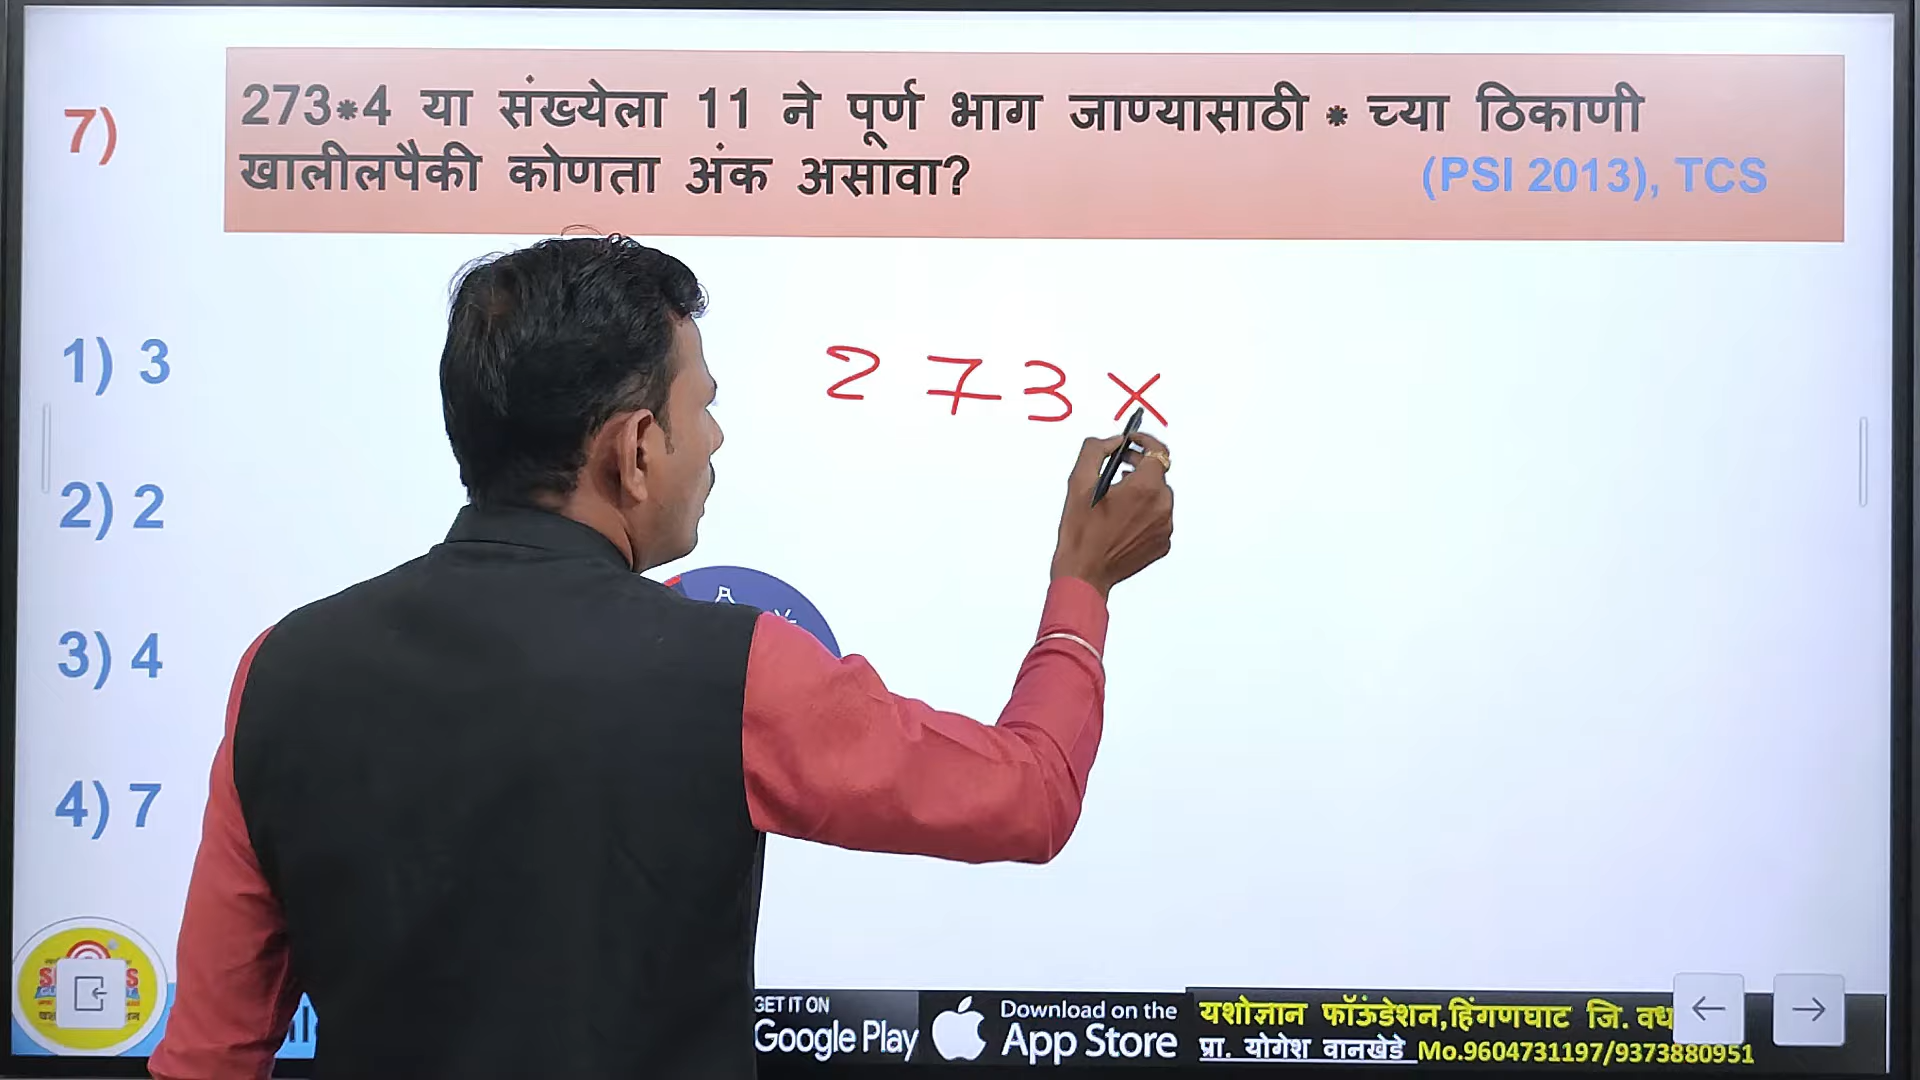 7)
273*4 या संख्येला 11 ने पूर्ण भाग जाण्यासाठी * च्या ठिकाणी
खालीलपैकी कोणता अंक असावा?
(PSI 2013), TCS
273×
1) 3
2) 2
3) 4
4) 7
GET IT ON
Google Play
Download on the
App Store
यशोज्ञान फॉऊंडेशन,हिंगणघाट जि. वध
प्रा. योगेश वानखेडे Mo.9604731197/9373880951